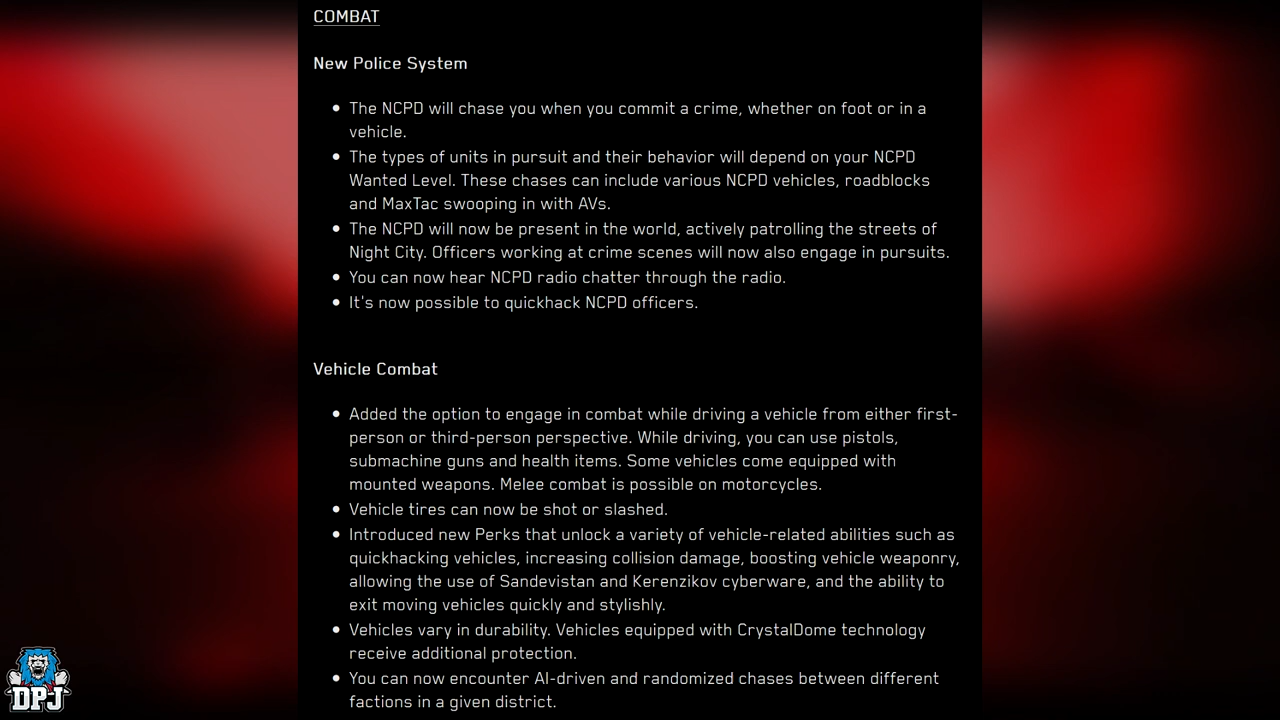 COMBAT
New Police System
• The NCPD will chase you when you commit a crime, whether on foot or in a
vehicle.
• The types of units in pursuit and their behavior will depend on your NCPD
Wanted Level. These chases can include various NCPD vehicles, roadblocks
and MaxTac swooping in with AVs.
• The NCPD will now be present in the world, actively patrolling the streets of
Night City. Officers working at crime scenes will now also engage in pursuits.
• You can now hear NCPD radio chatter through the radio.
• It's now possible to quickhack NCPD officers.
Vehicle Combat
• Added the option to engage in combat while driving a vehicle from either first-
person or third-person perspective. While driving, you can use pistols,
submachine guns and health items. Some vehicles come equipped with
mounted weapons. Melee combat is possible on motorcycles.
• Vehicle tires can now be shot or slashed.
• Introduced new Perks that unlock a variety of vehicle-related abilities such as
quickhacking vehicles, increasing collision damage, boosting vehicle weaponry,
allowing the use of Sandevistan and Kerenzikov cyberware, and the ability to
exit moving vehicles quickly and stylishly.
• Vehicles vary in durability. Vehicles equipped with CrystalDome technology
receive additional protection.
• You can now encounter AI-driven and randomized chases between different
factions in a given district.
DPJ